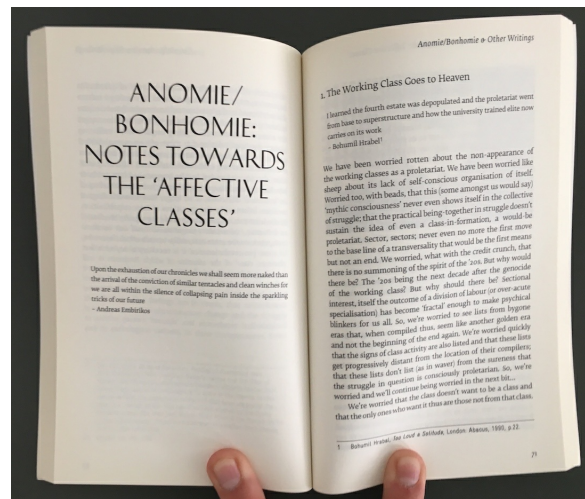 ANOMIE/
BONHOMIE:
NOTES TOWARDS
THE ‘AFFECTIVE
CLASSES’
Upon the exhaustion of our chronicles we shall seem more naked than
the arrival of the conviction of similar tentacles and clean winches for
we are all within the silence of collapsing pain inside the sparkling
tricks of our future
– Andreas Embirikos
Anomie/Bonhomie & Other Writings
1. The Working Class Goes to Heaven
I learned the fourth estate was depopulated and the proletariat went
from base to superstructure and how the university trained elite now
carries on its work
– Bohumil Hrabel¹
We have been worried rotten about the non-appearance of
the working classes as a proletariat. We have been worried like
sheep about its lack of self-conscious organisation of itself.
Worried too, with beads, that this (some amongst us would say)
‘mythic consciousness’ never even shows itself in the collective
of struggle; that the practical being-together in struggle doesn’t
sustain the idea of even a class-in-formation, a would-be
proletariat. Sector, sectors; never even no more the first move
to the base line of a transversality that would be the first means
but not an end. We worried, what with the credit crunch, that
there is no summoning of the spirit of the ’20s. But why would
there be? The ’20s being the next decade after the genocide
of the working class! But why should there be? Sectional
interest, itself the outcome of a division of labour (or over-acute
specialisation) has become ‘fractal’ enough to make psychical
blinkers for us all. So, we’re worried to see lists from bygone
eras that, when compiled thus, seem like another golden era
and not the beginning of the end again. We’re worried quickly
that the signs of class activity are also listed and that these lists
get progressively distant from the location of their compilers;
that these lists don’t list (as in waver) from the sureness that
the struggle in question is consciously proletarian. So, we’re
worried and we’ll continue being worried in the next bit...
We’re worried that the class doesn’t want to be a class and
that the only ones who want it thus are those not from that class.
1. Bohumil Hrabel, Too Loud a Solitude, London: Abacus, 1990, p.23.
71